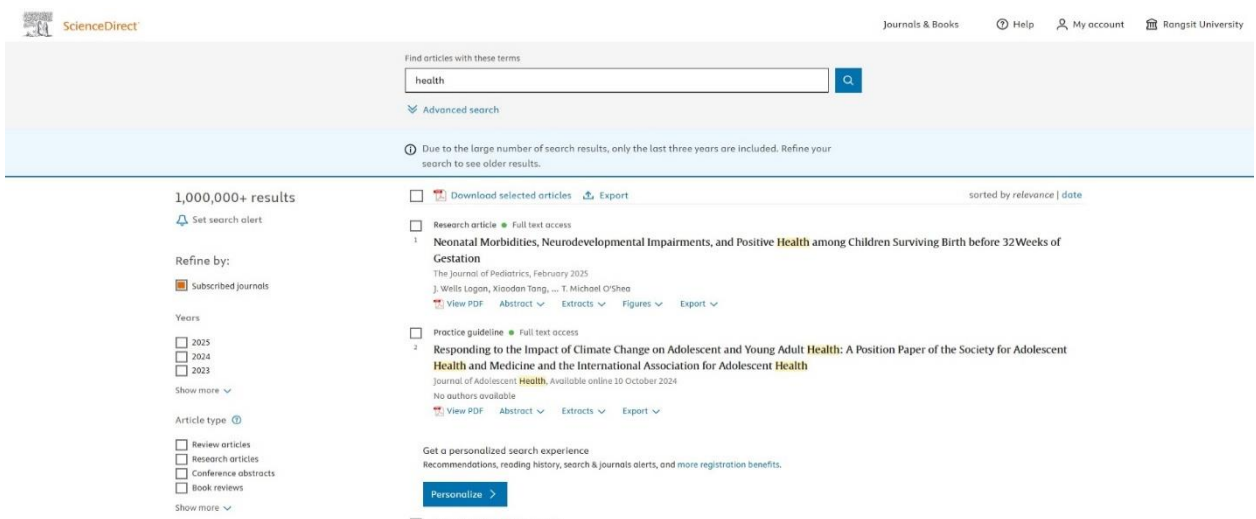 ScienceDirect
Journals & Books
Help
My account
Rangsit University
Find articles with these terms
health
Advanced search
Due to the large number of search results, only the last three years are included. Refine your
search to see older results.
1,000,000+ results
Set search alert
Refine by:
Subscribed journals
Years
2025
2024
2023
Show more
Article type
Review articles
Research articles
Conference abstracts
Book reviews
Show more
Download selected articles
Export
sorted by relevance | date
Research article • Full text access
1
Neonatal Morbidities, Neurodevelopmental Impairments, and Positive Health among Children Surviving Birth before 32 Weeks of
Gestation
The Journal of Pediatrics, February 2025
J. Wells Logan, Xiaodan Tang, ... T. Michael O'Shea
View PDF Abstract Extracts Figures Export
Practice guideline • Full text access
2
Responding to the Impact of Climate Change on Adolescent and Young Adult Health: A Position Paper of the Society for Adolescent
Health and Medicine and the International Association for Adolescent Health
Journal of Adolescent Health, Available online 10 October 2024
No authors available
View PDF Abstract Extracts Export
Get a personalized search experience
Recommendations, reading history, search & journals alerts, and more registration benefits.
Personalize